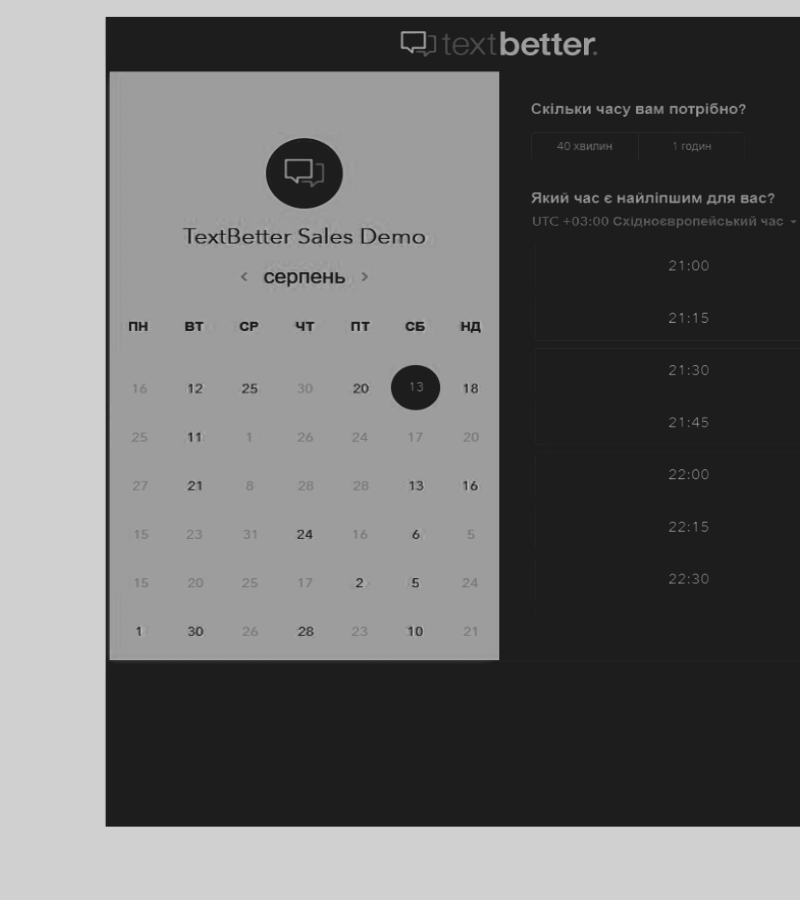 textbetter.
TextBetter Sales Demo
‹ серпень ›
ПН ВТ СР ЧТ ПТ СБ НД
16 12 25 30 20 13 18
25 11 1 26 24 17 20
27 21 8 28 28 13 16
15 23 31 24 16 6 5
15 20 25 17 2 5 24
1 30 26 28 23 10 21
Скільки часу вам потрібно?
40 хвилин 1 годин
Який час є найліпшим для вас?
UTC +03:00 Східноєвропейський час
21:00
21:15
21:30
21:45
22:00
22:15
22:30